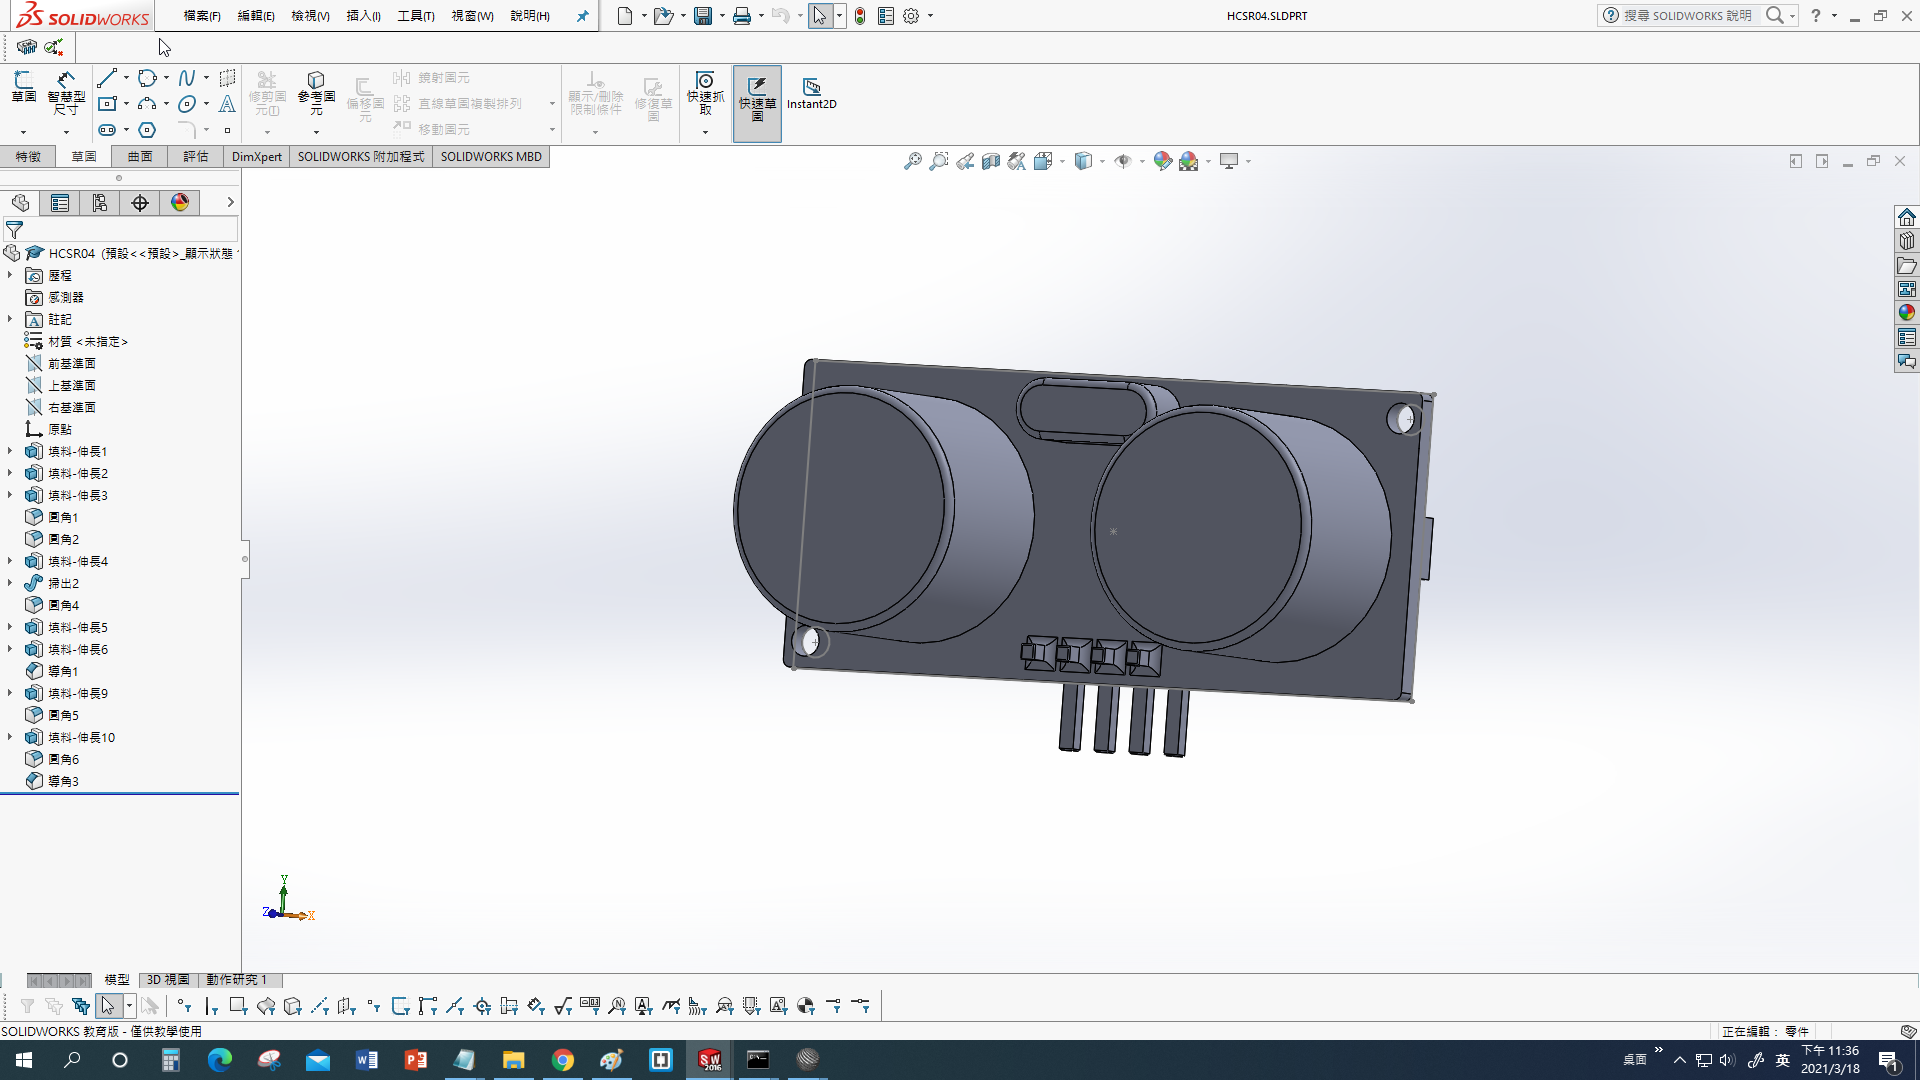 SOLIDWORKS 檔案(F) 編輯(E) 檢視(V) 插入(I) 工具(T) 視窗(W) 說明(H) HCSR04.SLDPRT 搜尋 SOLIDWORKS 說明
草圖 智慧型尺寸 修剪圖元(I) 參考圖元 偏移圖元 鏡射圖元 直線草圖複製排列 移動圖元 顯示/刪除限制條件 修復草圖 快速抓取 快速草圖 Instant2D
特徵 草圖 曲面 評估 DimXpert SOLIDWORKS 附加程式 SOLIDWORKS MBD
HCSR04 (預設<<預設>_顯示狀態
歷程
感測器
註記
材質 <未指定>
前基準面
上基準面
右基準面
原點
填料-伸長1
填料-伸長2
填料-伸長3
圓角1
圓角2
填料-伸長4
掃出2
圓角4
填料-伸長5
填料-伸長6
導角1
填料-伸長9
圓角5
填料-伸長10
圓角6
導角3
Y
Z X
模型 3D 視圖 動作研究 1
SOLIDWORKS 教育版 - 僅供教學使用 正在編輯： 零件
SW 2016
桌面 英 下午 11:36
2021/3/18
1